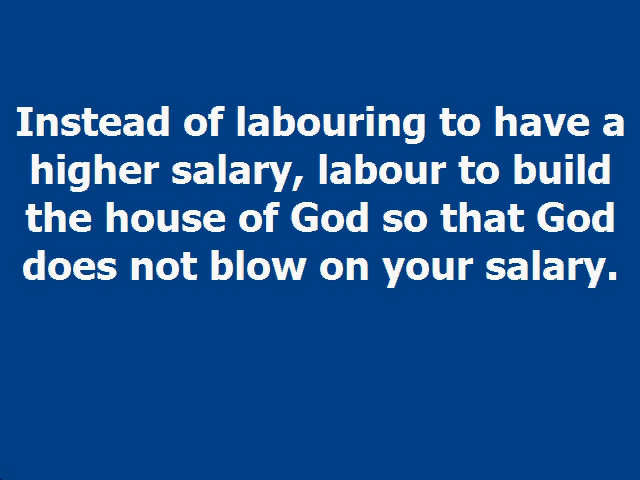 Instead of labouring to have a
higher salary, labour to build
the house of God so that God
does not blow on your salary.